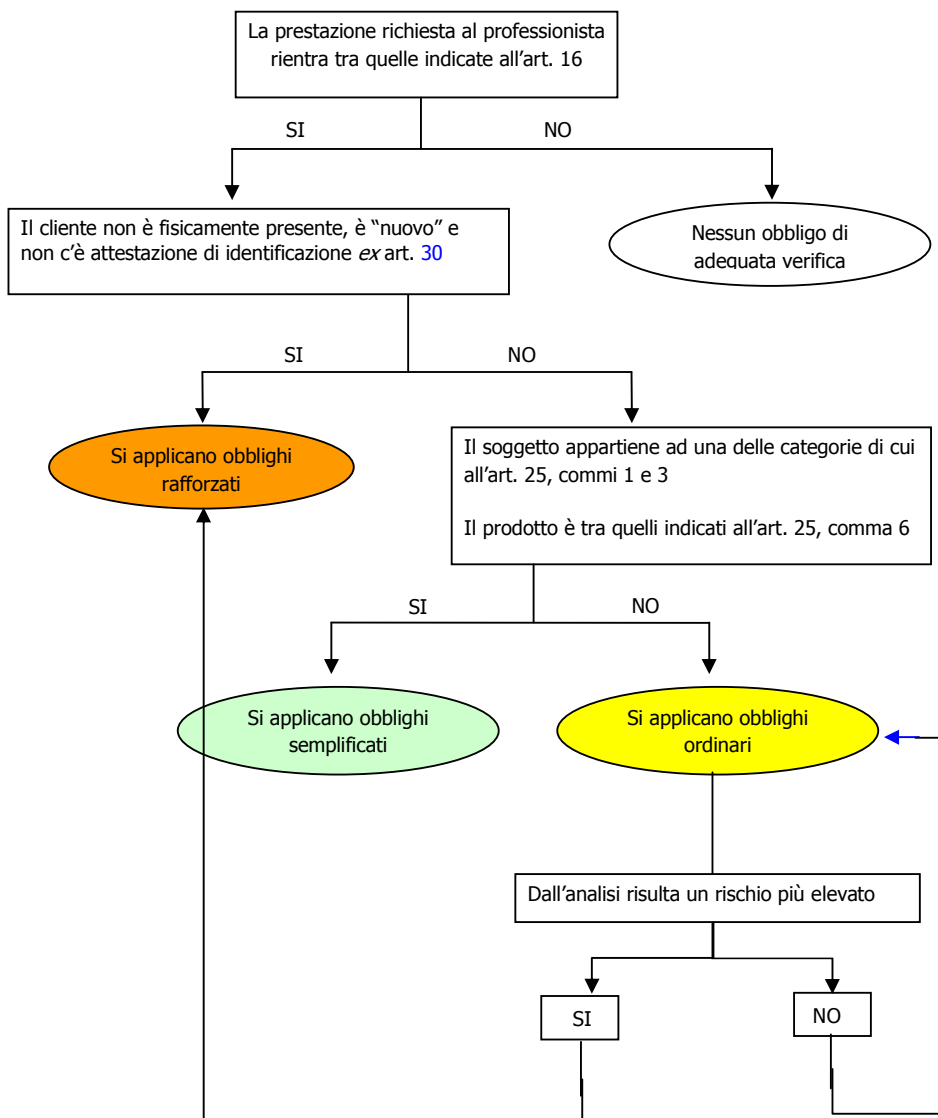 La prestazione richiesta al professionista
rientra tra quelle indicate all’art. 16
SI
NO
Il cliente non è fisicamente presente, è “nuovo” e
non c’è attestazione di identificazione ex art. 30
Nessun obbligo di
adeguata verifica
SI
NO
Si applicano obblighi
rafforzati
Il soggetto appartiene ad una delle categorie di cui
all’art. 25, commi 1 e 3
Il prodotto è tra quelli indicati all’art. 25, comma 6
SI
NO
Si applicano obblighi
semplificati
Si applicano obblighi
ordinari
Dall’analisi risulta un rischio più elevato
SI
NO